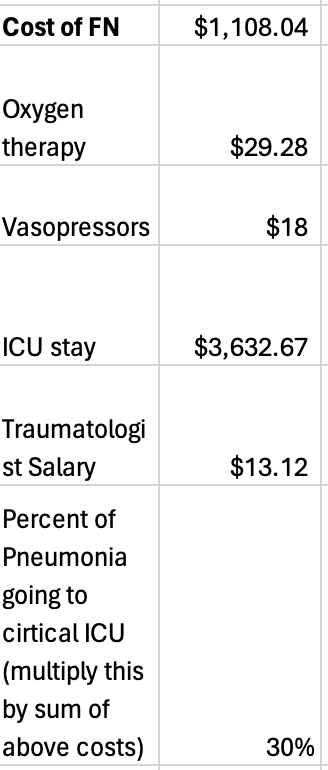 Cost of FN $1,108.04
Oxygen
therapy $29.28
Vasopressors $18
ICU stay $3,632.67
Traumatologi
st Salary $13.12
Percent of
Pneumonia
going to
cirtical ICU
(multiply this
by sum of
above costs) 30%